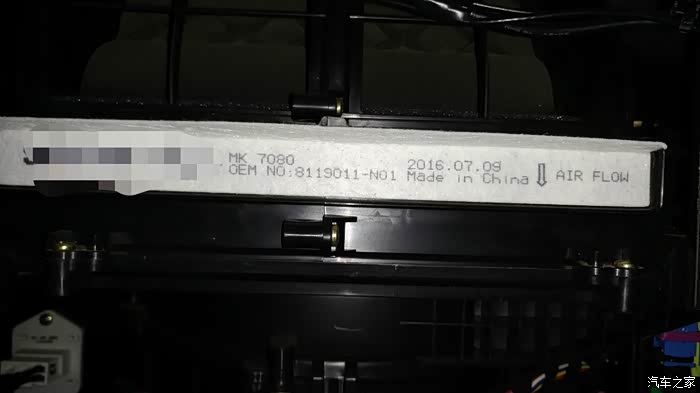 MK 7080
OEM NO:8119011-N01
2016.07.09
Made in China
AIR FLOW
汽车之家